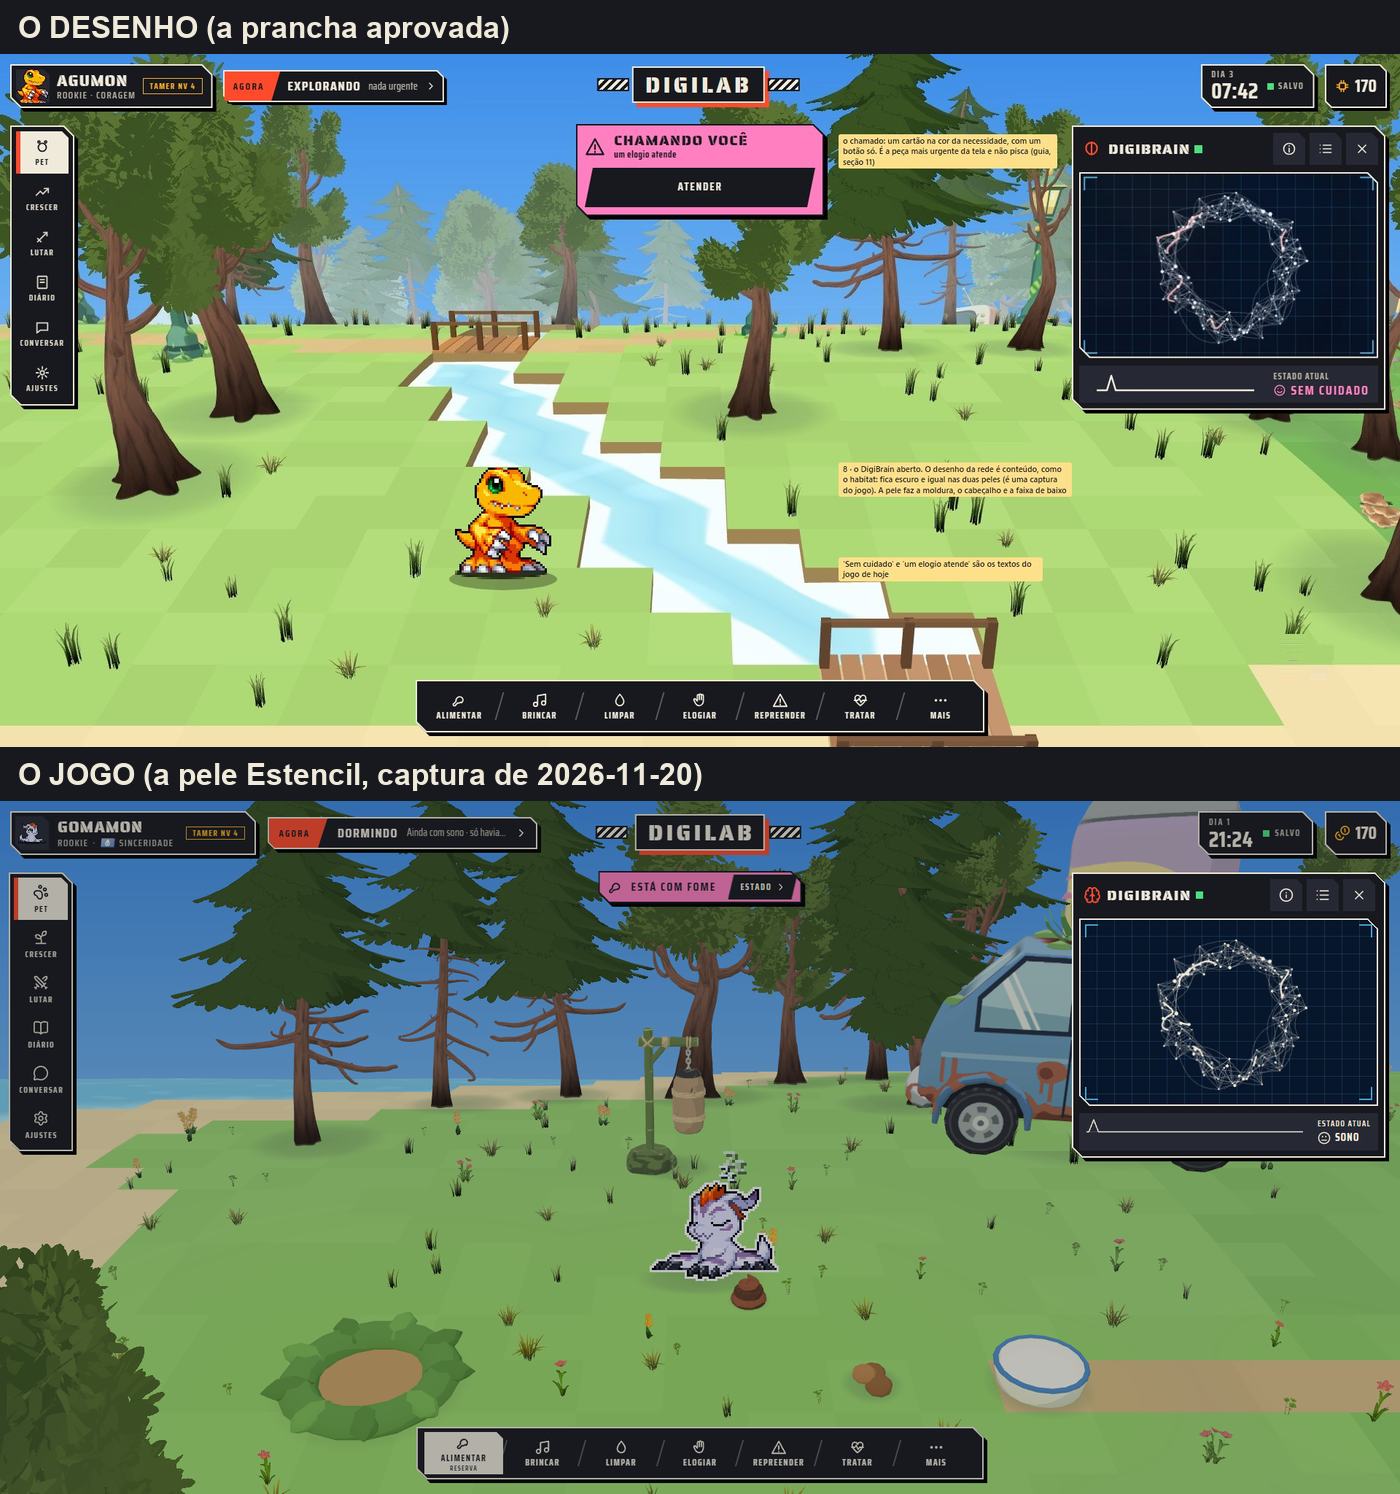 O DESENHO (a prancha aprovada)
AGUMON
ROOKIE · CORAGEM
TAMER NV 4
AGORA
EXPLORANDO nada urgente
DIGILAB
DIA 3
07:42
SALVO
170
CHAMANDO VOCÊ
um elogio atende
ATENDER
o chamado: um cartão na cor da necessidade, com um
botão só. É a peça mais urgente da tela e não pisca (guia,
seção 11)
PET
CRESCER
LUTAR
DIÁRIO
CONVERSAR
AJUSTES
DIGIBRAIN
ESTADO ATUAL
SEM CUIDADO
8 · o DigiBrain aberto. O desenho da rede é conteúdo, como
o habitat: fica escuro e igual nas duas peles (é uma captura
do jogo). A pele faz a moldura, o cabeçalho e a faixa de baixo
'Sem cuidado' e 'um elogio atende' são os textos do
jogo de hoje
ALIMENTAR
BRINCAR
LIMPAR
ELOGIAR
REPREENDER
TRATAR
MAIS
O JOGO (a pele Estencil, captura de 2026-11-20)
GOMAMON
ROOKIE · SINCERIDADE
TAMER NV 4
AGORA
DORMINDO Ainda com sono · só havia...
DIGILAB
DIA 1
21:24
SALVO
170
ESTÁ COM FOME
ESTADO
PET
CRESCER
LUTAR
DIÁRIO
CONVERSAR
AJUSTES
DIGIBRAIN
ESTADO ATUAL
SONO
ALIMENTAR
RESERVA
BRINCAR
LIMPAR
ELOGIAR
REPREENDER
TRATAR
MAIS